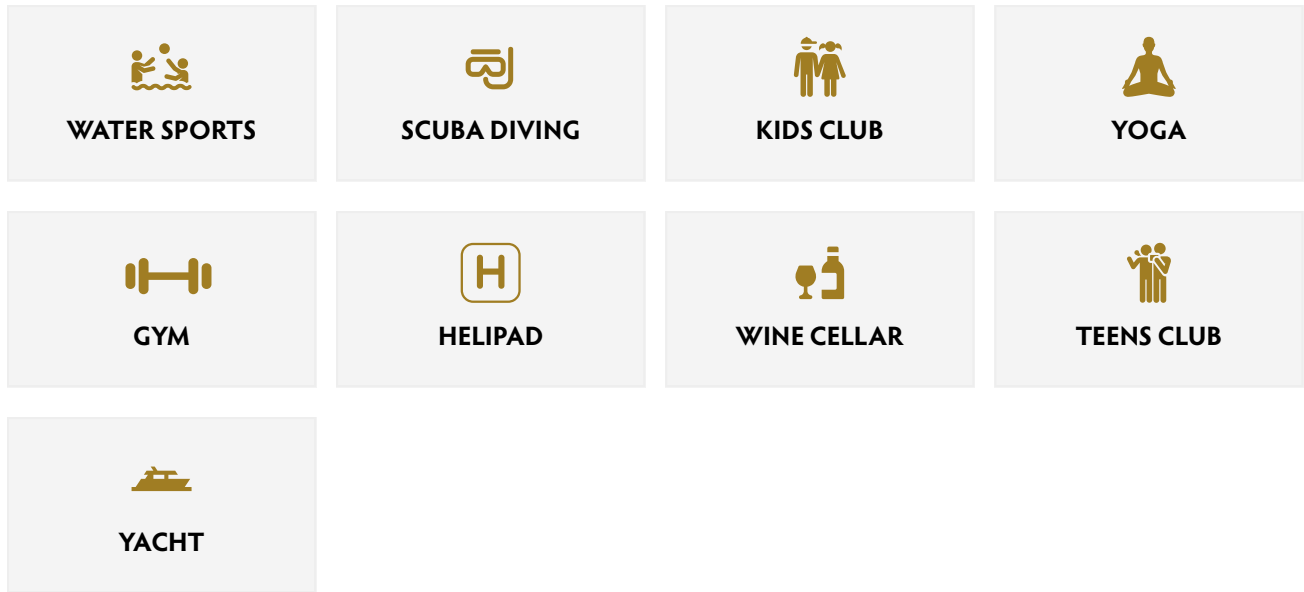 WATER SPORTS
SCUBA DIVING
KIDS CLUB
YOGA
GYM
H
HELIPAD
WINE CELLAR
TEENS CLUB
YACHT